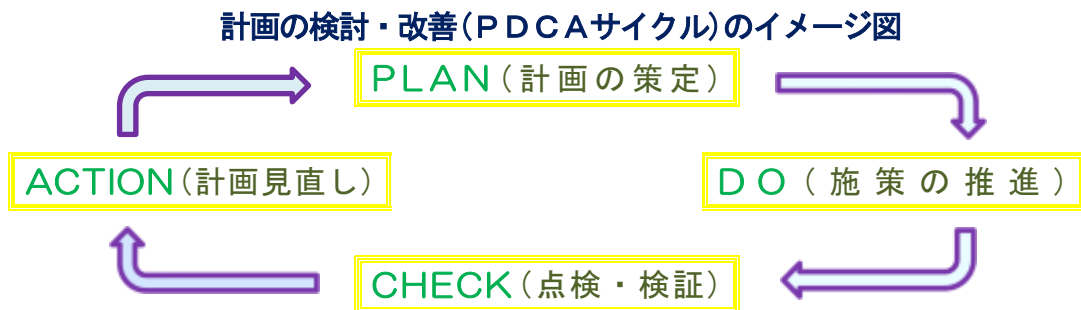 計画の検討・改善(ＰＤＣＡサイクル)のイメージ図
ＰＬＡＮ(計画の策定)
ACTION(計画見直し)
ＤＯ(施策の推進)
CHECK(点検・検証)